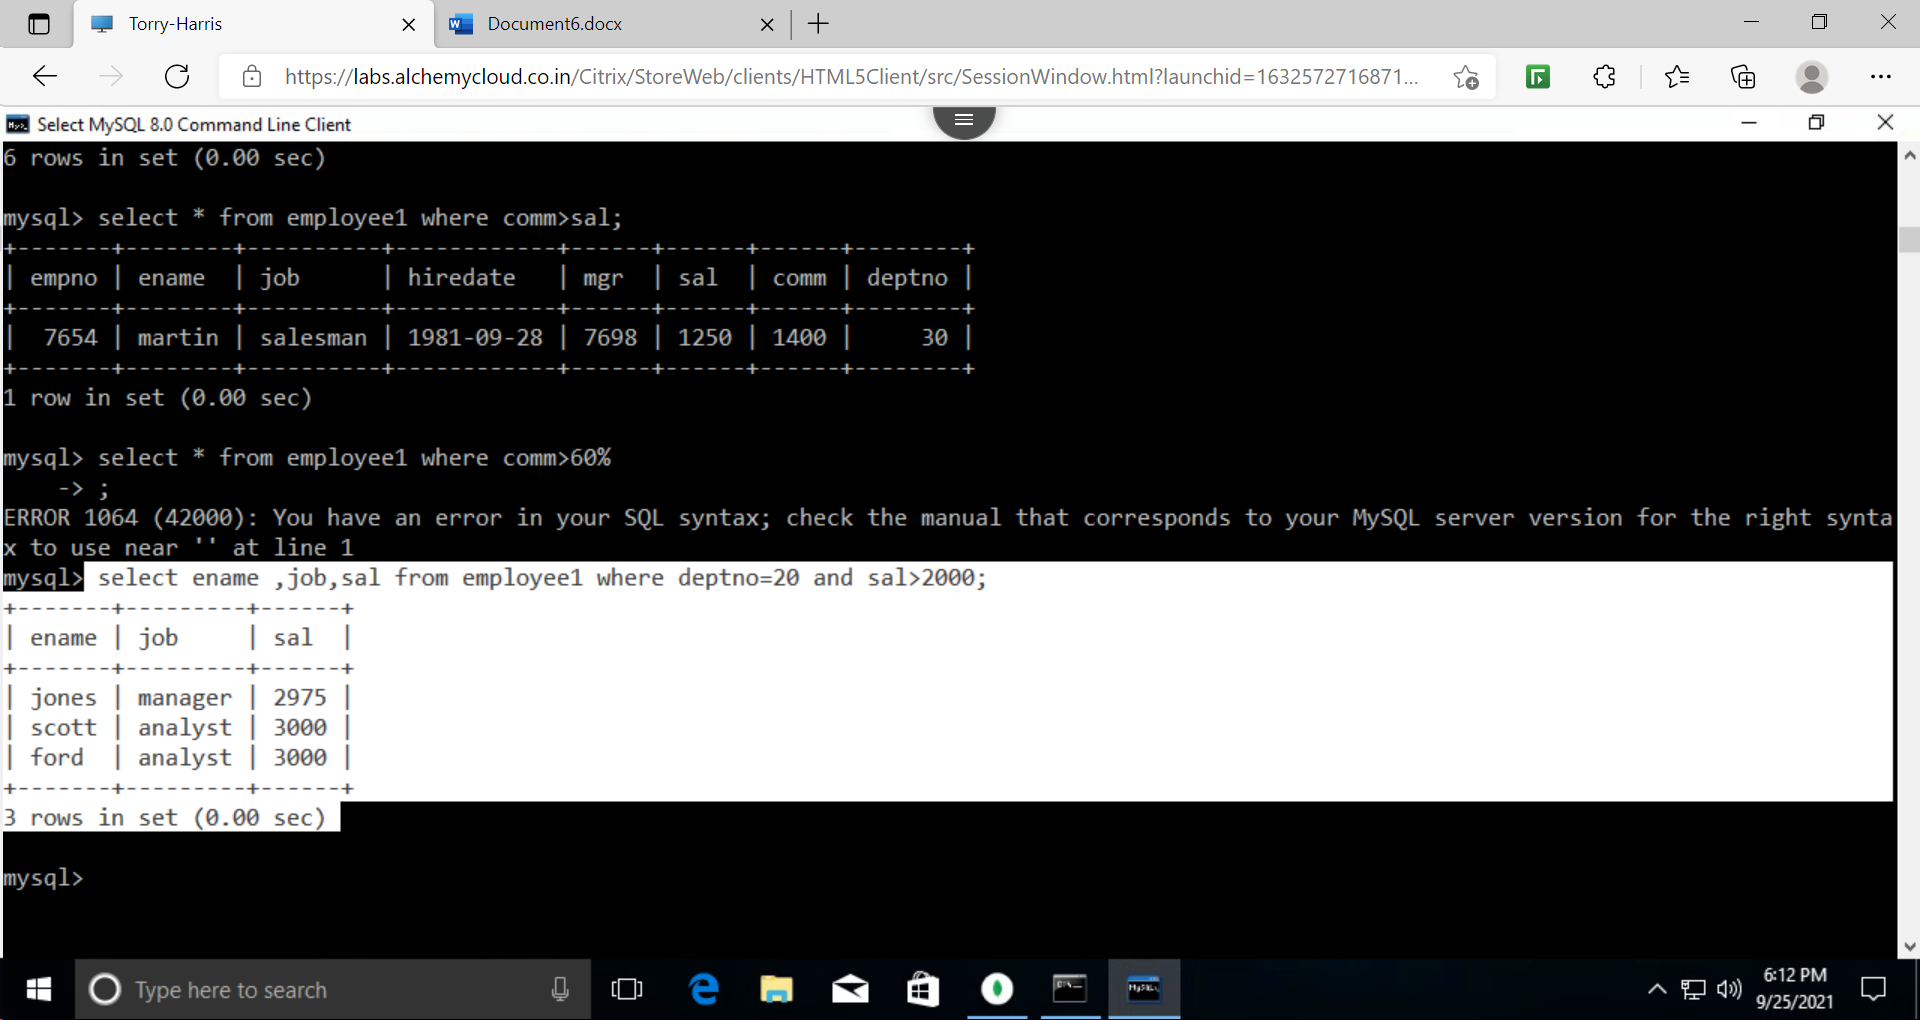 Torry-Harris
Document6.docx
https://labs.alchemycloud.co.in/Citrix/StoreWeb/clients/HTML5Client/src/SessionWindow.html?launchid=1632572716871...
Select MySQL 8.0 Command Line Client
6 rows in set (0.00 sec)
mysql> select * from employee1 where comm>sal;
+-------+--------+----------+------------+------+------+------+--------+
| empno | ename  | job      | hiredate   | mgr  | sal  | comm | deptno |
+-------+--------+----------+------------+------+------+------+--------+
|  7654 | martin | salesman | 1981-09-28 | 7698 | 1250 | 1400 |     30 |
+-------+--------+----------+------------+------+------+------+--------+
1 row in set (0.00 sec)
mysql> select * from employee1 where comm>60%
    -> ;
ERROR 1064 (42000): You have an error in your SQL syntax; check the manual that corresponds to your MySQL server version for the right synta
x to use near '' at line 1
mysql> select ename ,job,sal from employee1 where deptno=20 and sal>2000;
+-------+---------+------+
| ename | job     | sal  |
+-------+---------+------+
| jones | manager | 2975 |
| scott | analyst | 3000 |
| ford  | analyst | 3000 |
+-------+---------+------+
3 rows in set (0.00 sec)
mysql>
Type here to search
6:12 PM
9/25/2021